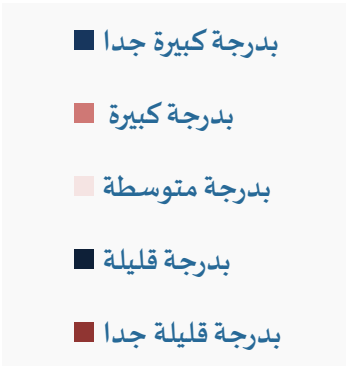 بدرجة كبيرة جدا
بدرجة كبيرة
بدرجة متوسطة
بدرجة قليلة
بدرجة قليلة جدا